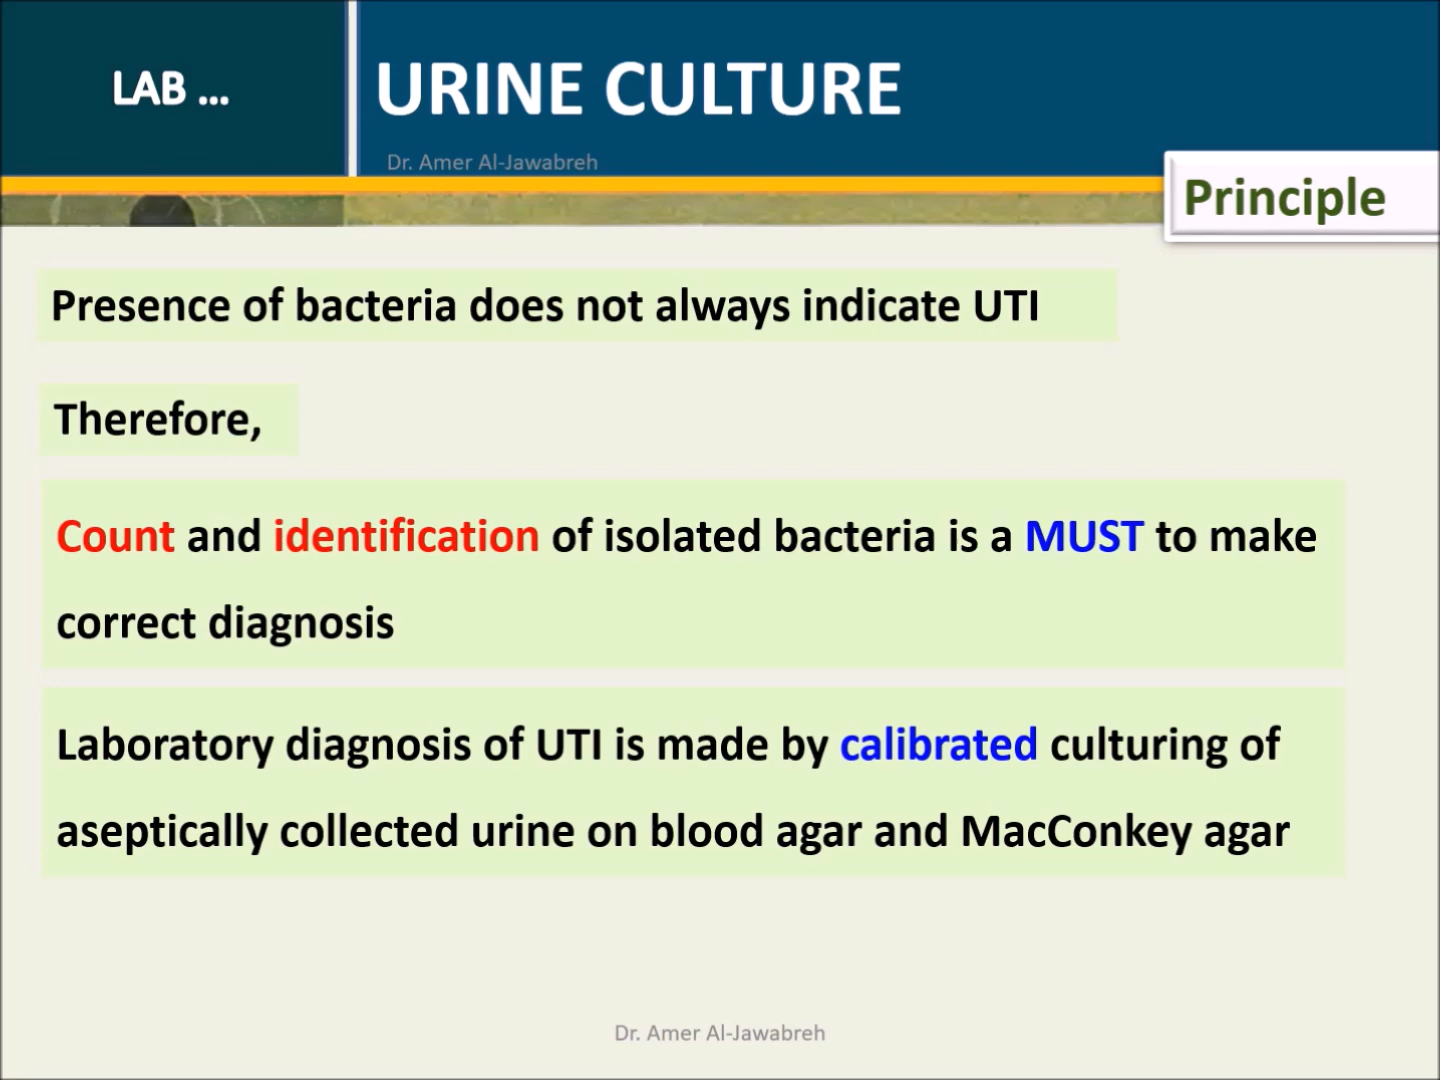 LAB ...
URINE CULTURE
Dr. Amer Al-Jawabreh
Principle
Presence of bacteria does not always indicate UTI
Therefore,
Count and identification of isolated bacteria is a MUST to make
correct diagnosis
Laboratory diagnosis of UTI is made by calibrated culturing of
aseptically collected urine on blood agar and MacConkey agar
Dr. Amer Al-Jawabreh